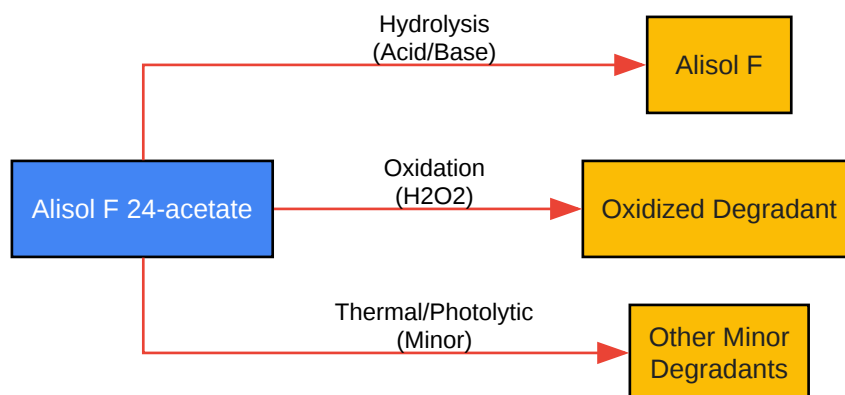 Hydrolysis
(Acid/Base)
Alisol F
Alisol F 24-acetate
Oxidation
(H2O2)
Oxidized Degradant
Thermal/Photolytic
(Minor)
Other Minor
Degradants